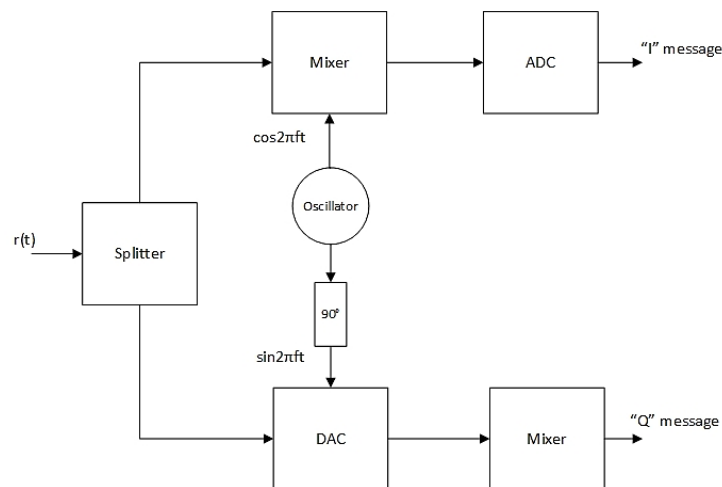 “I” message
Mixer
ADC
cos2πft
Oscillator
r(t)
Splitter
90°
sin2πft
“Q” message
DAC
Mixer